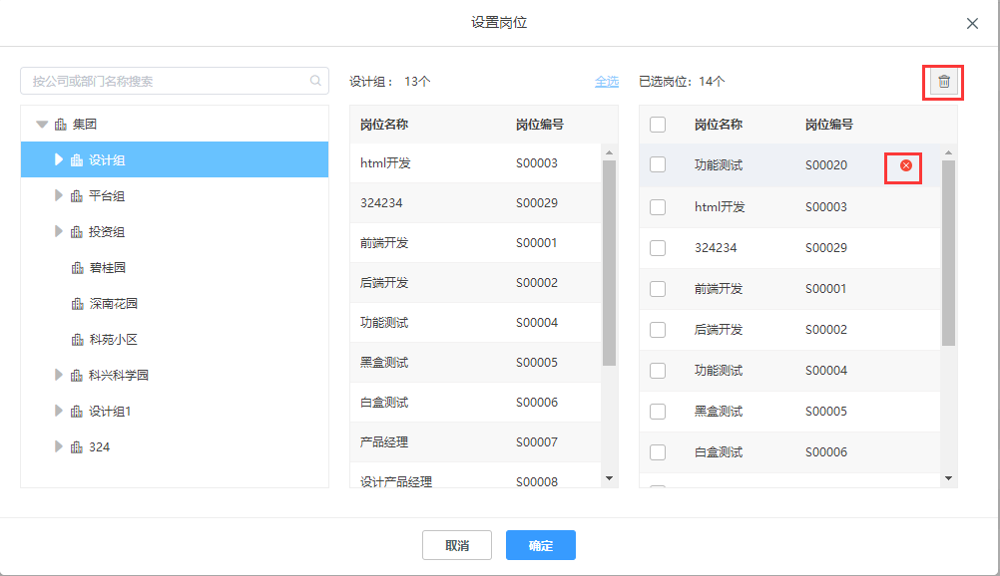 设置岗位
按公司或部门名称搜索
集团
设计组
平台组
投资组
碧桂园
深南花园
科苑小区
科兴科学园
设计组1
324
设计组： 13个 全选
岗位名称 岗位编号
html开发 S00003
324234 S00029
前端开发 S00001
后端开发 S00002
功能测试 S00004
黑盒测试 S00005
白盒测试 S00006
产品经理 S00007
设计产品经理 S00008
已选岗位：14个
岗位名称 岗位编号
功能测试 S00020
html开发 S00003
324234 S00029
前端开发 S00001
后端开发 S00002
功能测试 S00004
黑盒测试 S00005
白盒测试 S00006
取消 确定